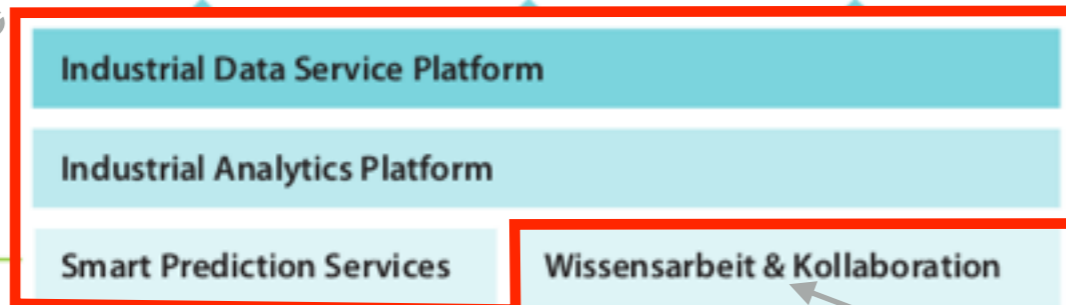 Industrial Data Service Platform
Industrial Analytics Platform
Smart Prediction Services
Wissensarbeit & Kollaboration